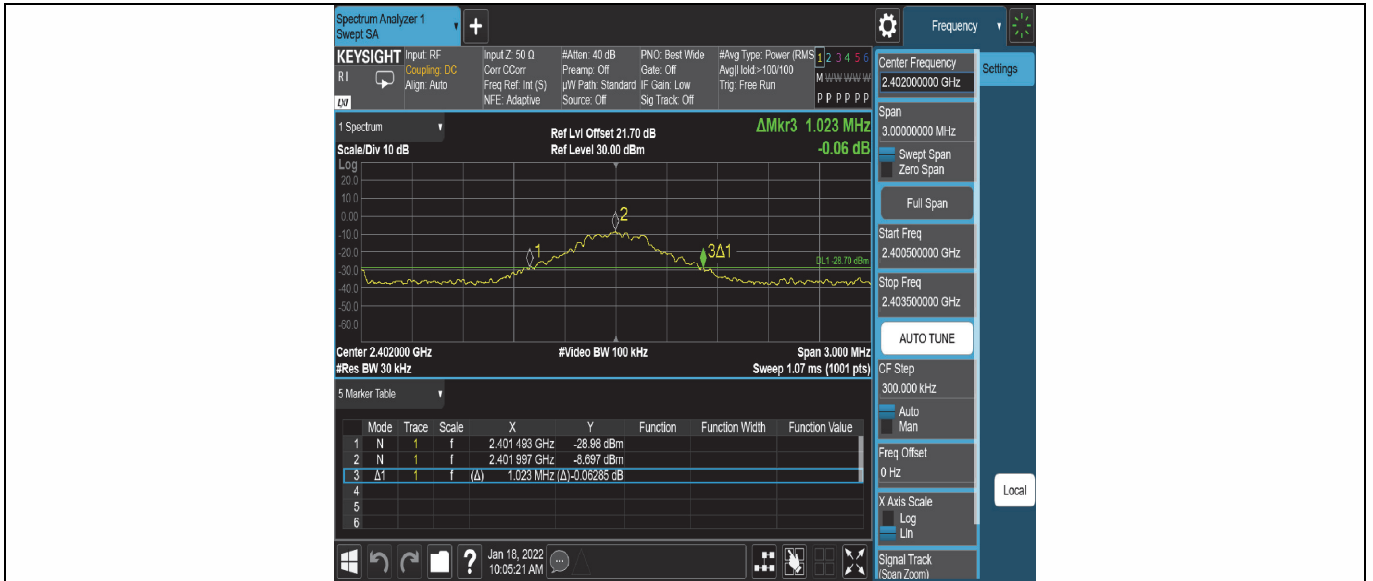 Spectrum Analyzer 1
Swept SA
Frequency
KEYSIGHT
R I
LXI
Input: RF
Coupling: DC
Align: Auto
Input Z: 50 Ω
Corr CCorr
Freq Ref: Int (S)
NFE: Adaptive
#Atten: 40 dB
Preamp: Off
µW Path: Standard
Source: Off
PNO: Best Wide
Gate: Off
IF Gain: Low
Sig Track: Off
#Avg Type: Power (RMS
Avg|Hold:>100/100
Trig: Free Run
1 2 3 4 5 6
M W W W W W
P P P P P P
1 Spectrum
Scale/Div 10 dB
Ref Lvl Offset 21.70 dB
Ref Level 30.00 dBm
ΔMkr3 1.023 MHz
-0.06 dB
Log
20.0
10.0
0.00
-10.0
-20.0
-30.0
-40.0
-50.0
-60.0
1
2
3Δ1
DL1 -28.70 dBm
Center 2.402000 GHz
#Video BW 100 kHz
Span 3.000 MHz
#Res BW 30 kHz
Sweep 1.07 ms (1001 pts)
5 Marker Table
Mode Trace Scale X Y Function Function Width Function Value
1 N 1 f 2.401 493 GHz -28.98 dBm
2 N 1 f 2.401 997 GHz -8.697 dBm
3 Δ1 1 f (Δ) 1.023 MHz (Δ) -0.06285 dB
4
5
6
Jan 18, 2022
10:05:21 AM
Center Frequency
2.402000000 GHz
Settings
Span
3.00000000 MHz
Swept Span
Zero Span
Full Span
Start Freq
2.400500000 GHz
Stop Freq
2.403500000 GHz
AUTO TUNE
CF Step
300.000 kHz
Auto
Man
Freq Offset
0 Hz
X Axis Scale
Log
Lin
Local
Signal Track
(Span Zoom)